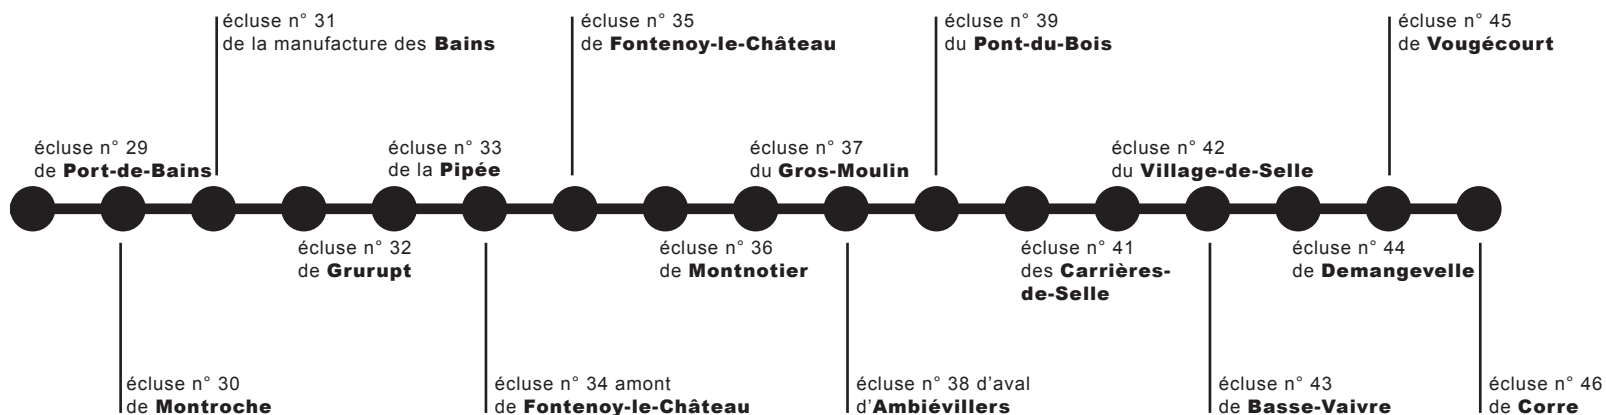 écluse n° 31
de la manufacture des Bains
écluse n° 35
de Fontenoy-le-Château
écluse n° 39
du Pont-du-Bois
écluse n° 45
de Vougécourt
écluse n° 29
de Port-de-Bains
écluse n° 33
de la Pipée
écluse n° 37
du Gros-Moulin
écluse n° 42
du Village-de-Selle
écluse n° 32
de Grurupt
écluse n° 36
de Montnotier
écluse n° 41
des Carrières-
de-Selle
écluse n° 44
de Demangevelle
écluse n° 30
de Montroche
écluse n° 34 amont
de Fontenoy-le-Château
écluse n° 38 d'aval
d'Ambiévillers
écluse n° 43
de Basse-Vaivre
écluse n° 46
de Corre